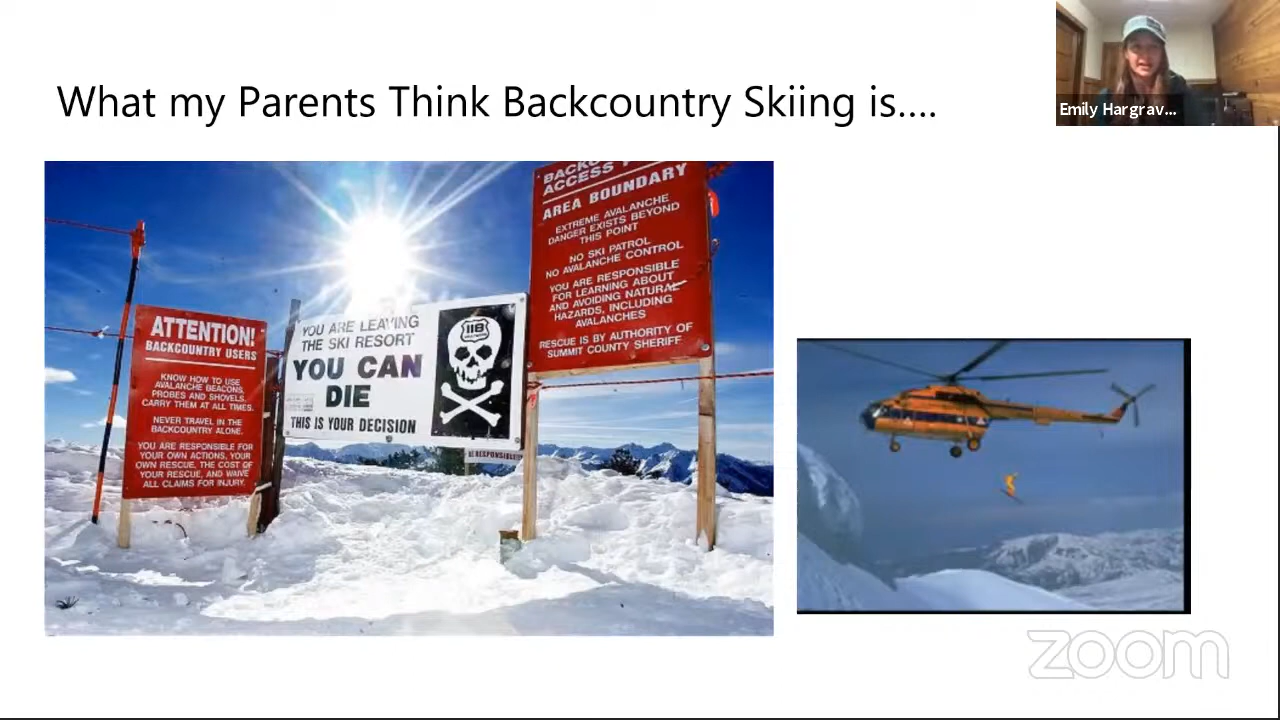 What my Parents Think Backcountry Skiing is....
Emily Hargrav...
ATTENTION!
BACKCOUNTRY USERS
KNOW HOW TO USE
AVALANCHE BEACONS,
PROBES AND SHOVELS,
CARRY THEM AT ALL TIMES.
NEVER TRAVEL IN THE
BACKCOUNTRY ALONE.
YOU ARE RESPONSIBLE FOR
YOUR OWN ACTIONS, YOUR
OWN RESCUE, THE COST OF
YOUR RESCUE, AND WAIVE
ALL CLAIMS FOR INJURY.
YOU ARE LEAVING
THE SKI RESORT
YOU CAN
DIE
THIS IS YOUR DECISION
ACCESS
AREA BOUNDARY
EXTREME AVALANCHE
DANGER EXISTS BEYOND
THIS POINT
NO SKI PATROL
NO AVALANCHE CONTROL
YOU ARE RESPONSIBLE
FOR LEARNING ABOUT
AND AVOIDING NATURAL
HAZARDS, INCLUDING
AVALANCHES
RESCUE IS BY AUTHORITY OF
SUMMIT COUNTY SHERIFF
zoom